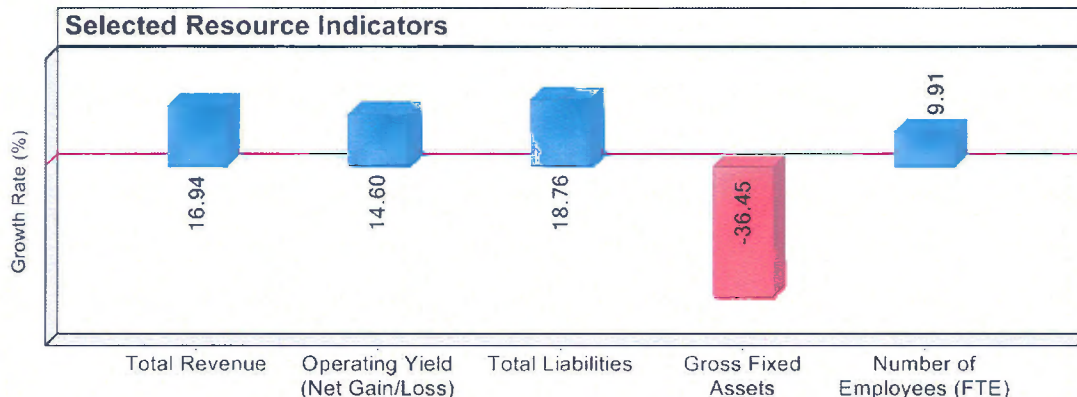 Selected Resource Indicators
Growth Rate (%)
16.94
14.60
18.76
-36.45
9.91
Total Revenue
Operating Yield
(Net Gain/Loss)
Total Liabilities
Gross Fixed
Assets
Number of
Employees (FTE)